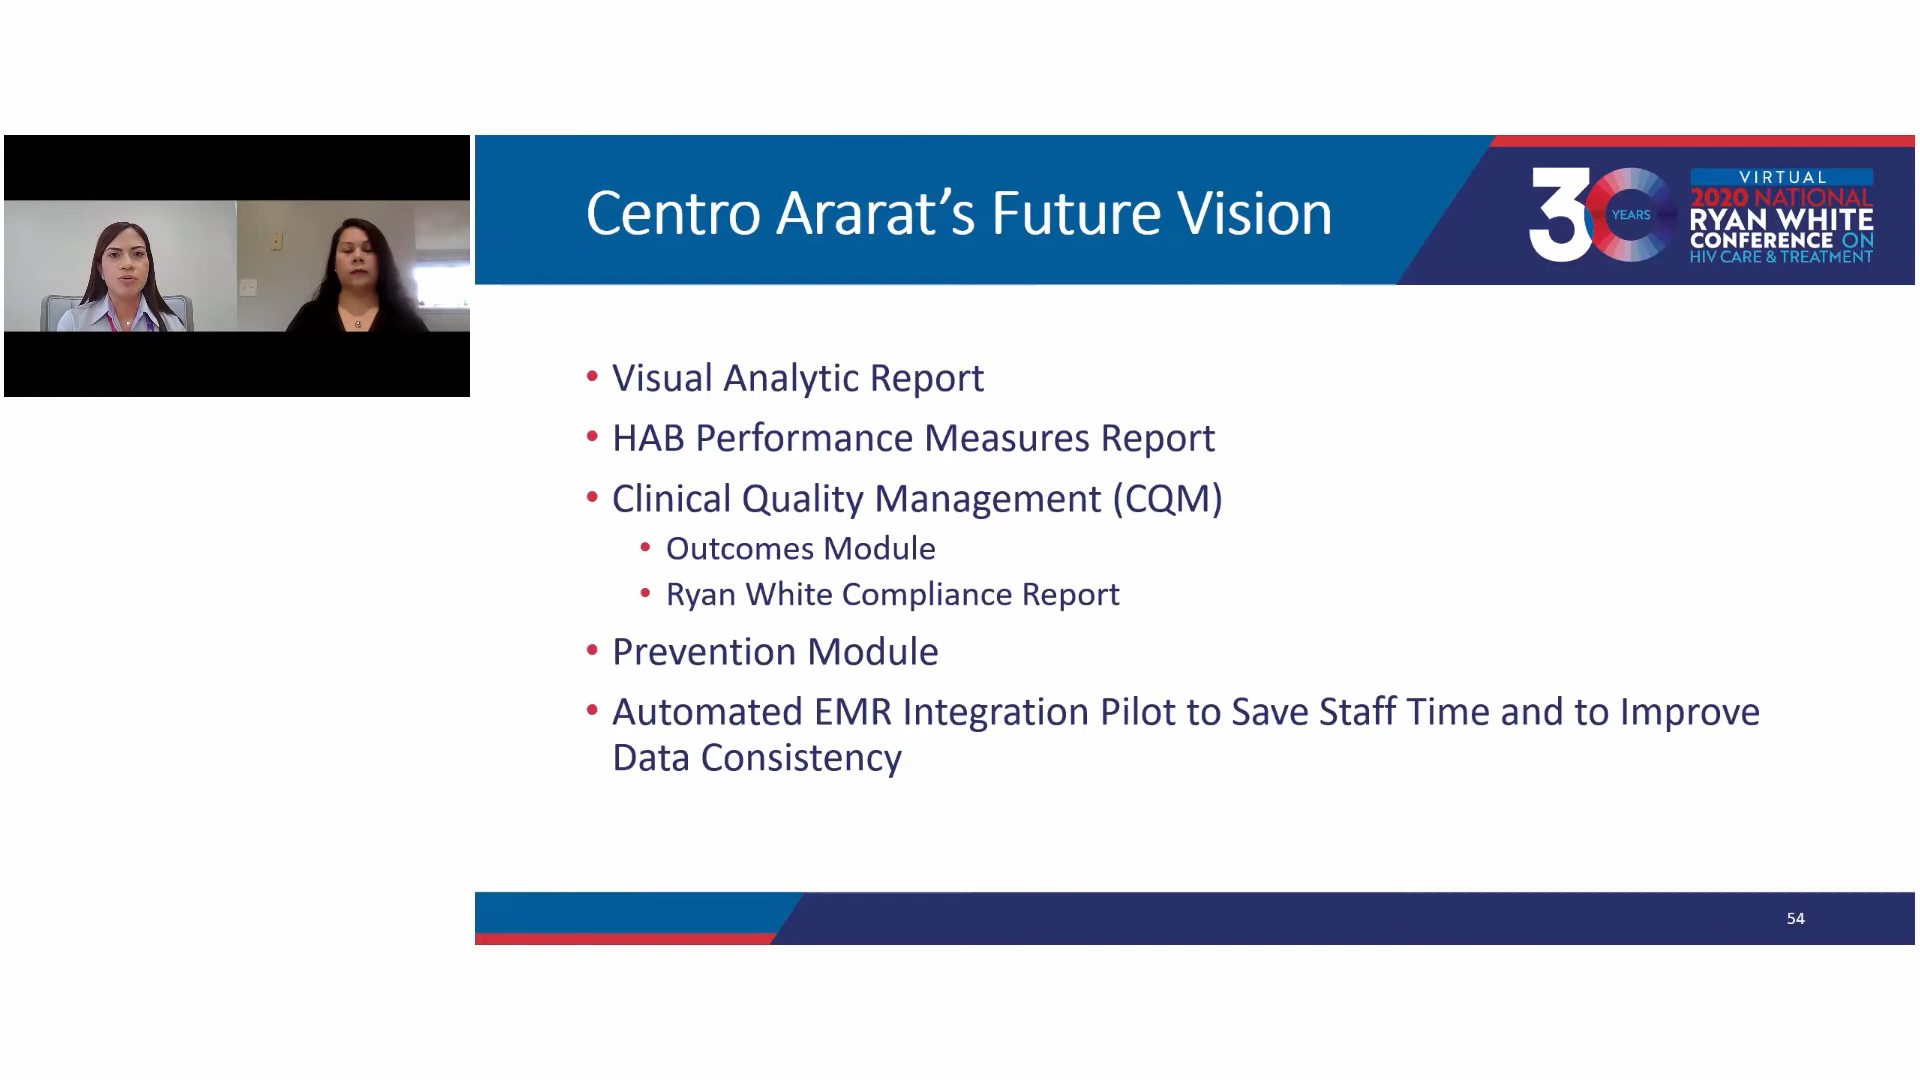 Centro Ararat’s Future Vision
30
YEARS
VIRTUAL
2020 NATIONAL
RYAN WHITE
CONFERENCE ON
HIV CARE & TREATMENT
• Visual Analytic Report
• HAB Performance Measures Report
• Clinical Quality Management (CQM)
• Outcomes Module
• Ryan White Compliance Report
• Prevention Module
• Automated EMR Integration Pilot to Save Staff Time and to Improve
Data Consistency
54